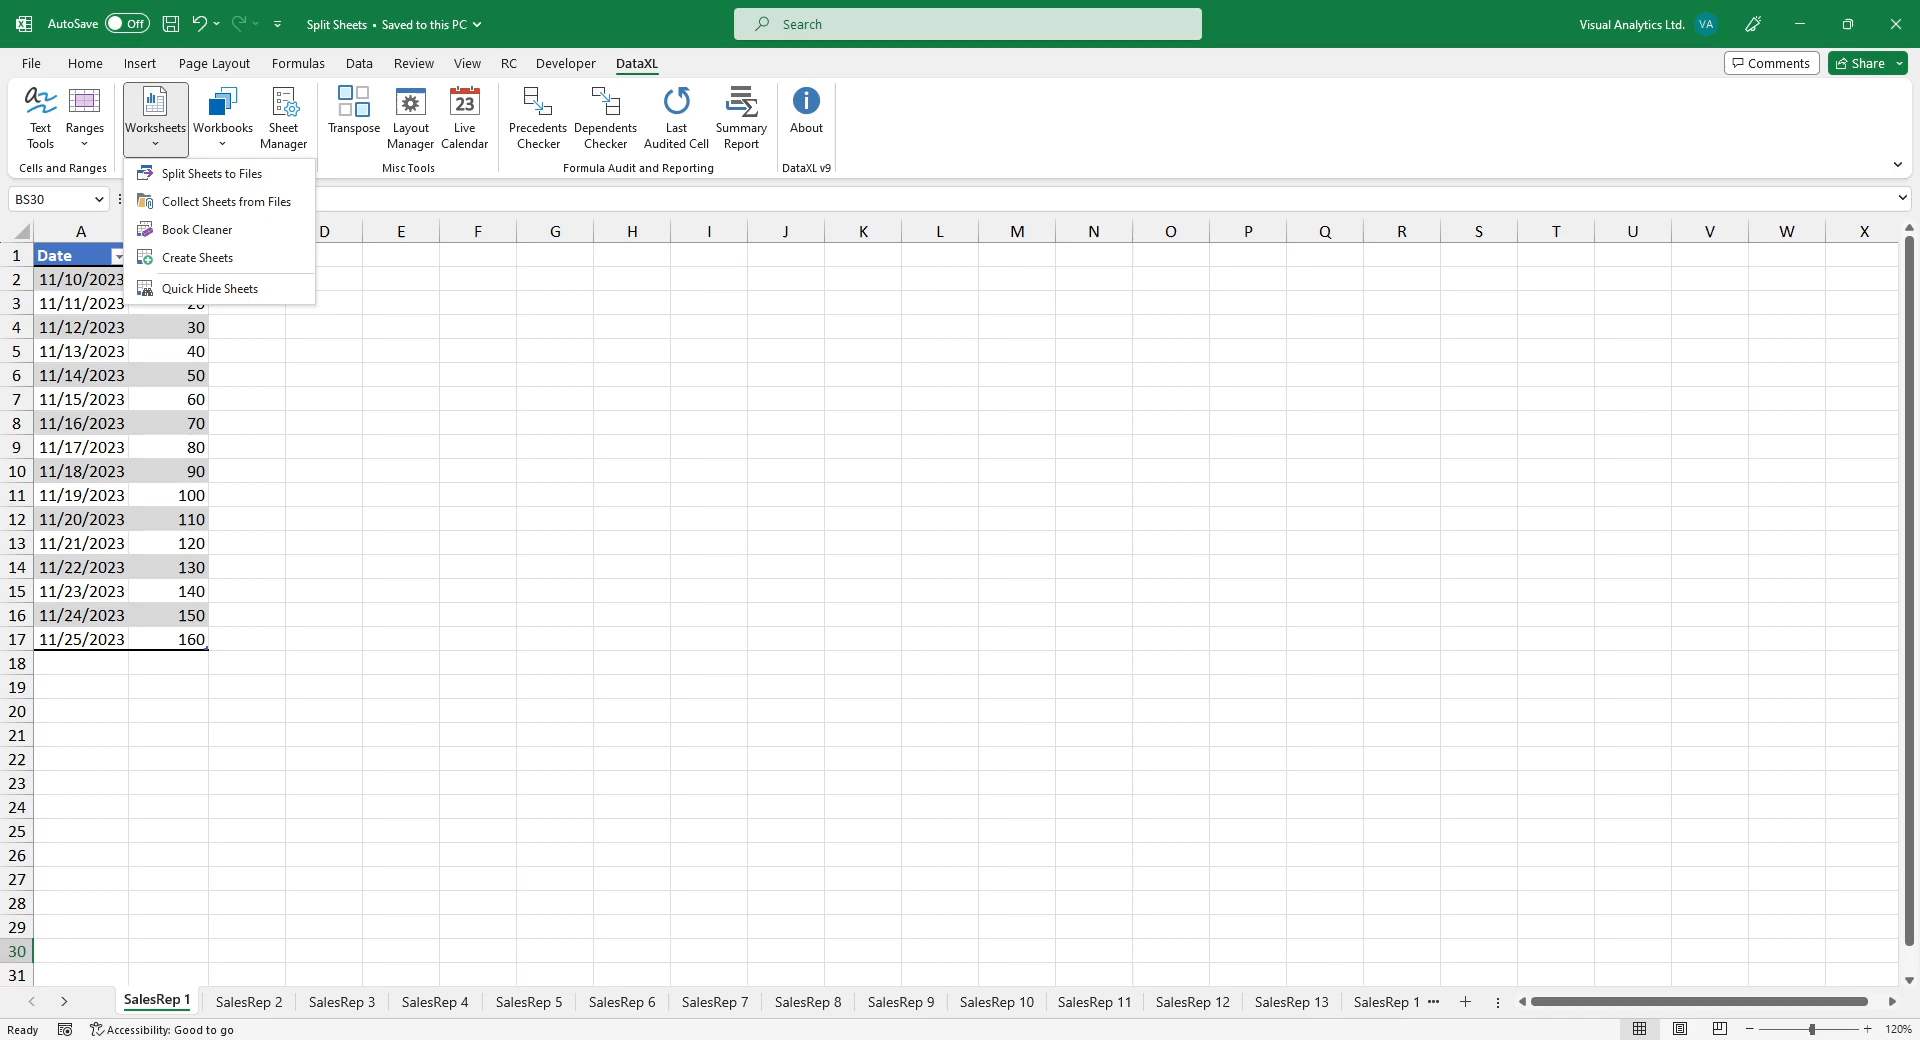 AutoSave Off Split Sheets • Saved to this PC Search Visual Analytics Ltd. VA
File Home Insert Page Layout Formulas Data Review View RC Developer DataXL Comments Share
Text Tools
Ranges
Worksheets
Workbooks
Sheet Manager
Transpose
Layout Manager
Live Calendar
23
Precedents Checker
Dependents Checker
Last Audited Cell
Summary Report
About
Cells and Ranges Misc Tools Formula Audit and Reporting DataXL v9
Split Sheets to Files
Collect Sheets from Files
Book Cleaner
Create Sheets
Quick Hide Sheets
BS30
A D E F G H I J K L M N O P Q R S T U V W X
1 Date
2 11/10/2023
3 11/11/2023 20
4 11/12/2023 30
5 11/13/2023 40
6 11/14/2023 50
7 11/15/2023 60
8 11/16/2023 70
9 11/17/2023 80
10 11/18/2023 90
11 11/19/2023 100
12 11/20/2023 110
13 11/21/2023 120
14 11/22/2023 130
15 11/23/2023 140
16 11/24/2023 150
17 11/25/2023 160
18
19
20
21
22
23
24
25
26
27
28
29
30
31
SalesRep 1 SalesRep 2 SalesRep 3 SalesRep 4 SalesRep 5 SalesRep 6 SalesRep 7 SalesRep 8 SalesRep 9 SalesRep 10 SalesRep 11 SalesRep 12 SalesRep 13 SalesRep 1 ...
Ready Accessibility: Good to go 120%